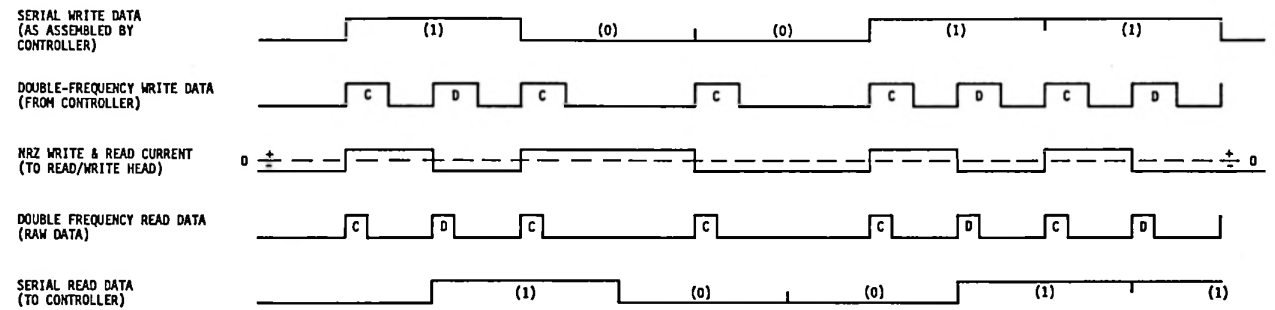 SERIAL WRITE DATA
(AS ASSEMBLED BY
CONTROLLER)
(1) (0) (0) (1) (1)
DOUBLE-FREQUENCY WRITE DATA
(FROM CONTROLLER)
C D C C C D C D
NRZ WRITE & READ CURRENT
(TO READ/WRITE HEAD)
0 + - + - 0
DOUBLE FREQUENCY READ DATA
(RAW DATA)
C D C C C D C D
SERIAL READ DATA
(TO CONTROLLER)
(1) (0) (0) (1) (1)